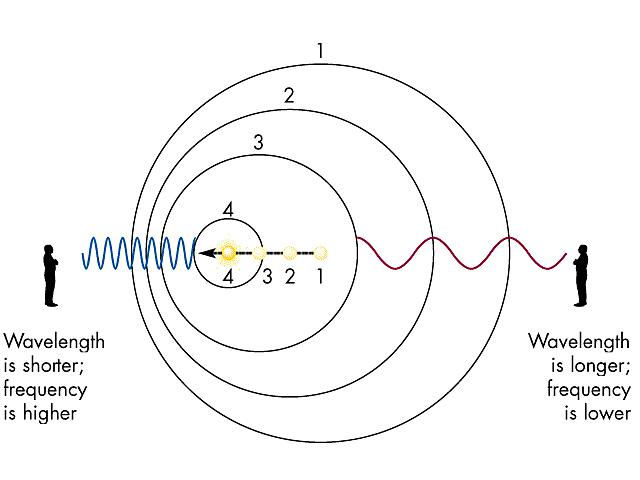 1
2
3
4
4 3 2 1
Wavelength
is shorter;
frequency
is higher
Wavelength
is longer;
frequency
is lower